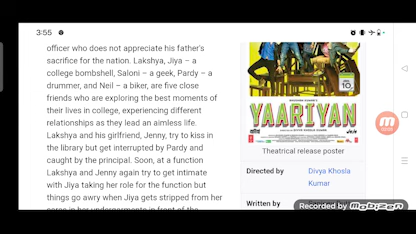 3:55
officer who does not appreciate his father's
sacrifice for the nation. Lakshya, Jiya – a
college bombshell, Saloni – a geek, Pardy – a
drummer, and Neil – a biker, are five close
friends who are exploring the best moments of
their lives in college, experiencing different
relationships as they lead an aimless life.
Lakshya and his girlfriend, Jenny, try to kiss in
the library but get interrupted by Pardy and
caught by the principal. Soon, at a function
Lakshya and Jenny again try to get intimate
with Jiya taking her role for the function but
things go awry when Jiya gets stripped from her
in front of the
10
YAARIYAN
Theatrical release poster
Directed by
Divya Khosla
Kumar
Written by
Recorded by
mobizen